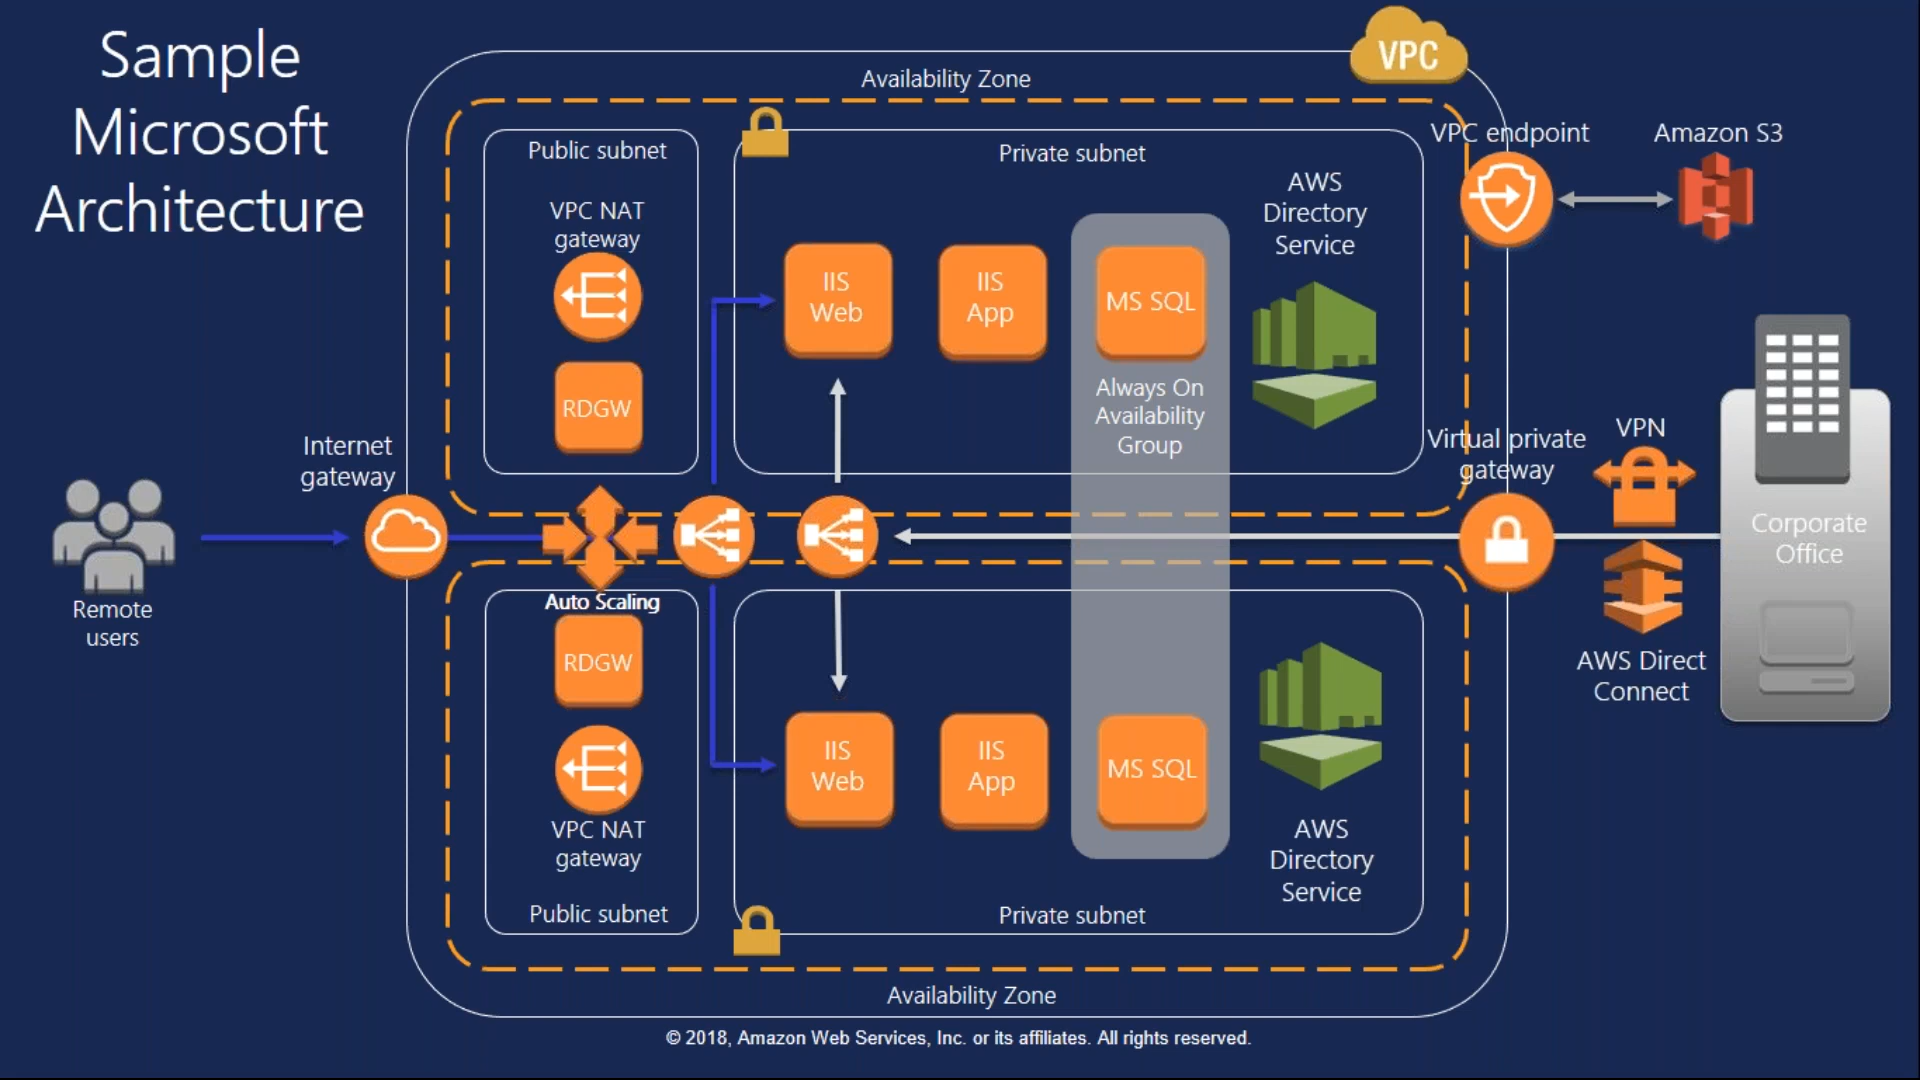 Sample
Microsoft
Architecture
VPC
Availability Zone
Public subnet
VPC NAT
gateway
RDGW
Private subnet
IIS
Web
IIS
App
MS SQL
Always On
Availability
Group
AWS
Directory
Service
VPC endpoint
Amazon S3
Internet
gateway
Remote
users
Auto Scaling
Virtual private
gateway
VPN
AWS Direct
Connect
Corporate
Office
RDGW
VPC NAT
gateway
Public subnet
IIS
Web
IIS
App
MS SQL
AWS
Directory
Service
Private subnet
Availability Zone
© 2018, Amazon Web Services, Inc. or its affiliates. All rights reserved.